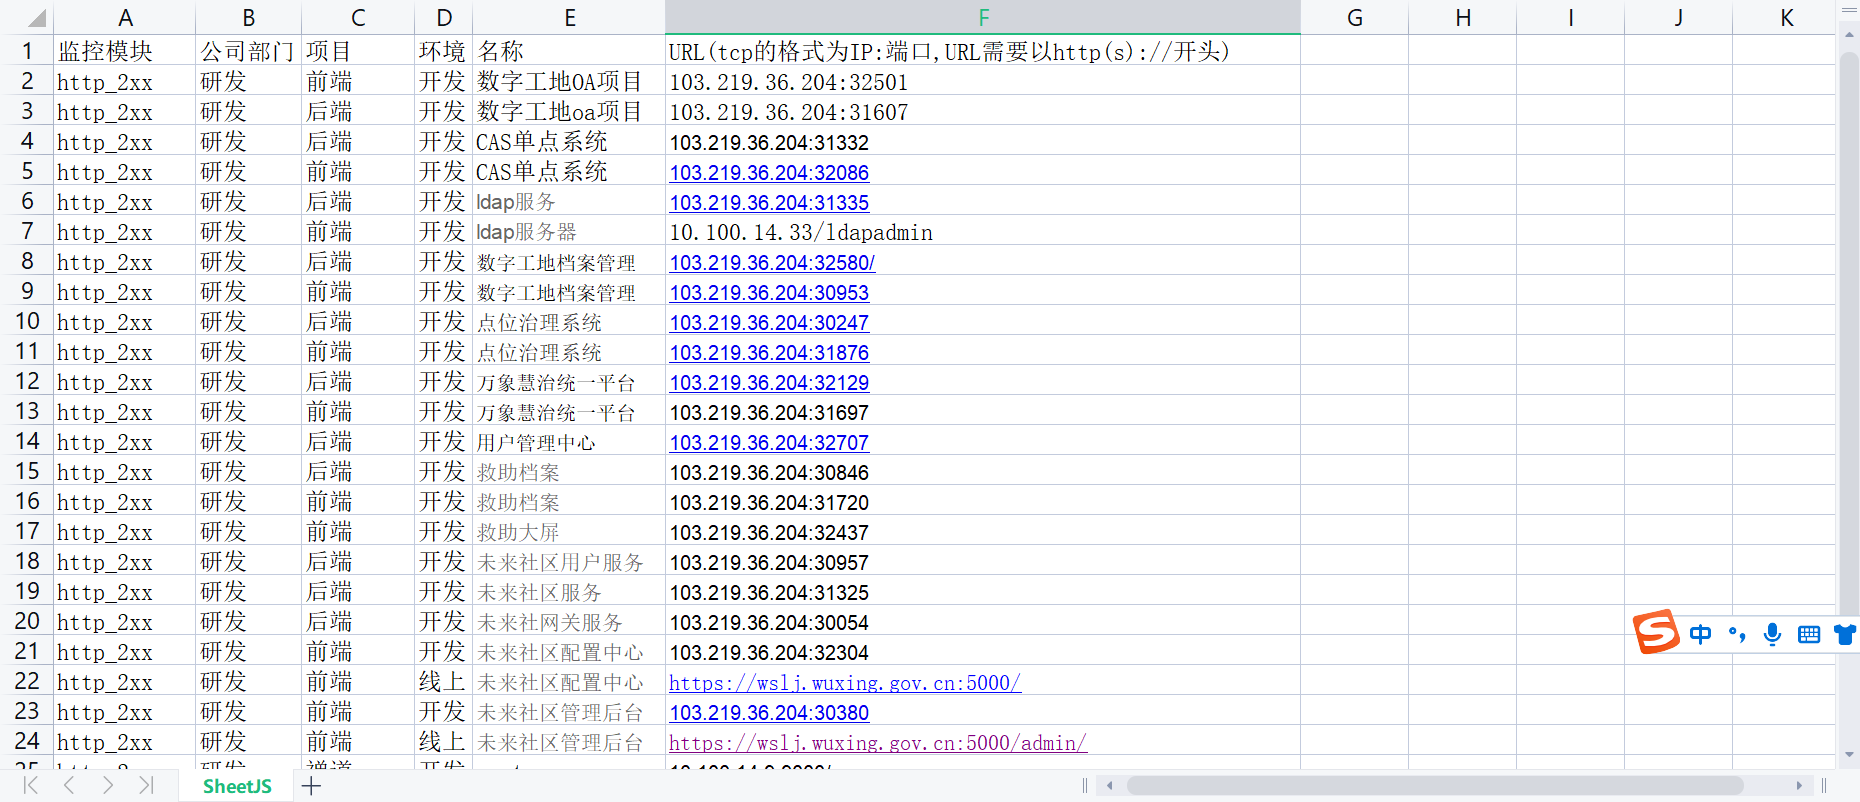 A B C D E F G H I J K
1 监控模块 公司部门 项目 环境 名称 URL(tcp的格式为IP:端口,URL需要以http(s)://开头)
2 http_2xx 研发 前端 开发 数字工地OA项目 103.219.36.204:32501
3 http_2xx 研发 后端 开发 数字工地oa项目 103.219.36.204:31607
4 http_2xx 研发 后端 开发 CAS单点系统 103.219.36.204:31332
5 http_2xx 研发 前端 开发 CAS单点系统 103.219.36.204:32086
6 http_2xx 研发 后端 开发 ldap服务 103.219.36.204:31335
7 http_2xx 研发 前端 开发 ldap服务器 10.100.14.33/ldapadmin
8 http_2xx 研发 后端 开发 数字工地档案管理 103.219.36.204:32580/
9 http_2xx 研发 前端 开发 数字工地档案管理 103.219.36.204:30953
10 http_2xx 研发 后端 开发 点位治理系统 103.219.36.204:30247
11 http_2xx 研发 前端 开发 点位治理系统 103.219.36.204:31876
12 http_2xx 研发 后端 开发 万象慧治统一平台 103.219.36.204:32129
13 http_2xx 研发 前端 开发 万象慧治统一平台 103.219.36.204:31697
14 http_2xx 研发 后端 开发 用户管理中心 103.219.36.204:32707
15 http_2xx 研发 后端 开发 救助档案 103.219.36.204:30846
16 http_2xx 研发 前端 开发 救助档案 103.219.36.204:31720
17 http_2xx 研发 前端 开发 救助大屏 103.219.36.204:32437
18 http_2xx 研发 后端 开发 未来社区用户服务 103.219.36.204:30957
19 http_2xx 研发 后端 开发 未来社区服务 103.219.36.204:31325
20 http_2xx 研发 后端 开发 未来社网关服务 103.219.36.204:30054
21 http_2xx 研发 前端 开发 未来社区配置中心 103.219.36.204:32304
22 http_2xx 研发 前端 线上 未来社区配置中心 https://wslj.wuxing.gov.cn:5000/
23 http_2xx 研发 前端 开发 未来社区管理后台 103.219.36.204:30380
24 http_2xx 研发 前端 线上 未来社区管理后台 https://wslj.wuxing.gov.cn:5000/admin/
中
SheetJS